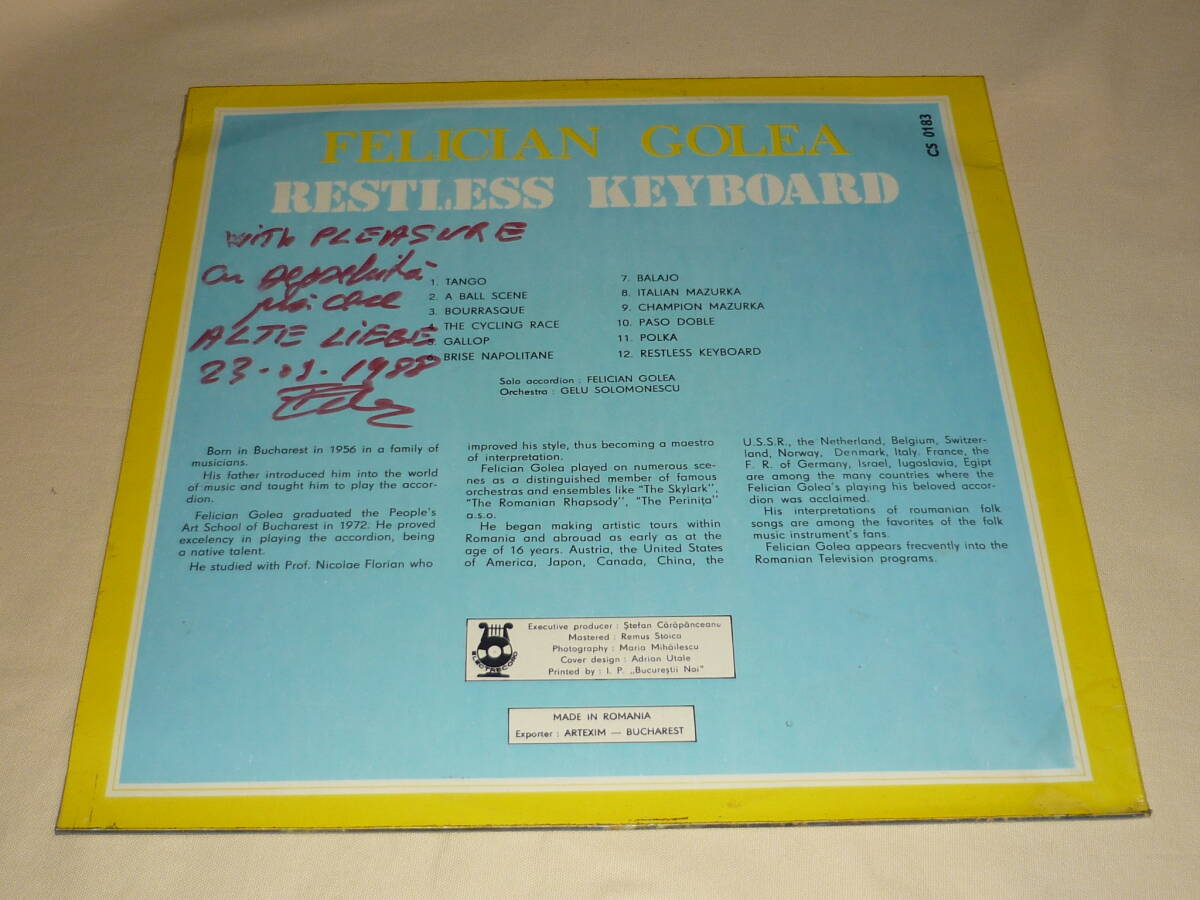 FELICIAN GOLEA
CS 0183
RESTLESS KEYBOARD
WITH PLEASURE
cu deosebită
ALTE LIEBE
1. TANGO
2. A BALL SCENE
3. BOURRASQUE
4. THE CYCLING RACE
5. GALLOP
6. BRISE NAPOLITANE
7. BALAJO
8. ITALIAN MAZURKA
9. CHAMPION MAZURKA
10. PASO DOBLE
11. POLKA
12. RESTLESS KEYBOARD
Solo accordion : FELICIAN GOLEA
Orchestra : GELU SOLOMONESCU
Born in Bucharest in 1956 in a family of
musicians.
His father introduced him into the world
of music and taught him to play the accor-
dion.
Felician Golea graduated the People's
Art School of Bucharest in 1972. He proved
excelency in playing the accordion, being
a native talent.
He studied with Prof. Nicolae Florian who
improved his style, thus becoming a maestro
of interpretation.
Felician Golea played on numerous sce-
nes as a distinguished member of famous
orchestras and ensembles like "The Skylark",
"The Romanian Rhapsody", "The Perinița"
a.s.o.
He began making artistic tours within
Romania and abrouad as early as at the
age of 16 years. Austria, the United States
of America, Japon, Canada, China, the
U.S.S.R., the Netherland, Belgium, Switzer-
land, Norway, Denmark, Italy, France, the
F. R. of Germany, Israel, Iugoslavia, Egipt
are among the many countries where the
Felician Golea's playing his beloved accor-
dion was acclaimed.
His interpretations of roumanian folk
songs are among the favorites of the folk
music instrument's fans.
Felician Golea appears frecvently into the
Romanian Television programs.
ELECTRECORD
Executive producer : Ștefan Cărăpănceanu
Mastered : Remus Stoica
Photography : Maria Mihăilescu
Cover design : Adrian Utale
Printed by : I. P. „Bucureștii Noi"
MADE IN ROMANIA
Exporter : ARTEXIM — BUCHAREST